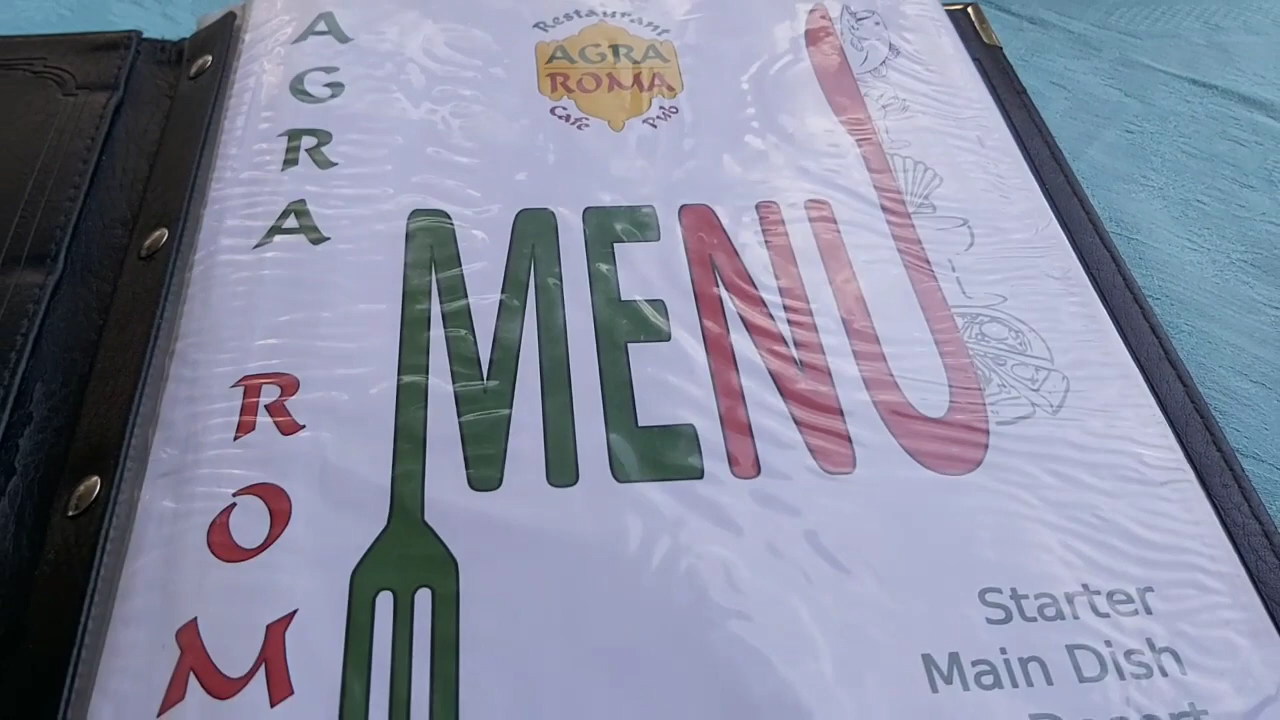 AGRA
ROM
Restaurant
AGRA
ROMA
Cafe Pub
MENU
Starter
Main Dish